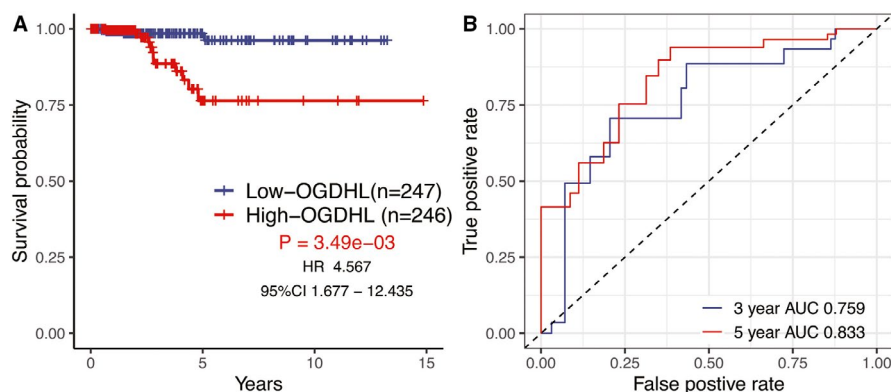 A
Survival probability
1.00
0.75
0.50
0.25
0.00
Low-OGDHL(n=247)
High-OGDHL (n=246)
P = 3.49e−03
HR 4.567
95%CI 1.677 − 12.435
0 5 10 15
Years
B
True positive rate
1.00
0.75
0.50
0.25
0.00
3 year AUC 0.759
5 year AUC 0.833
0.00 0.25 0.50 0.75 1.00
False positive rate